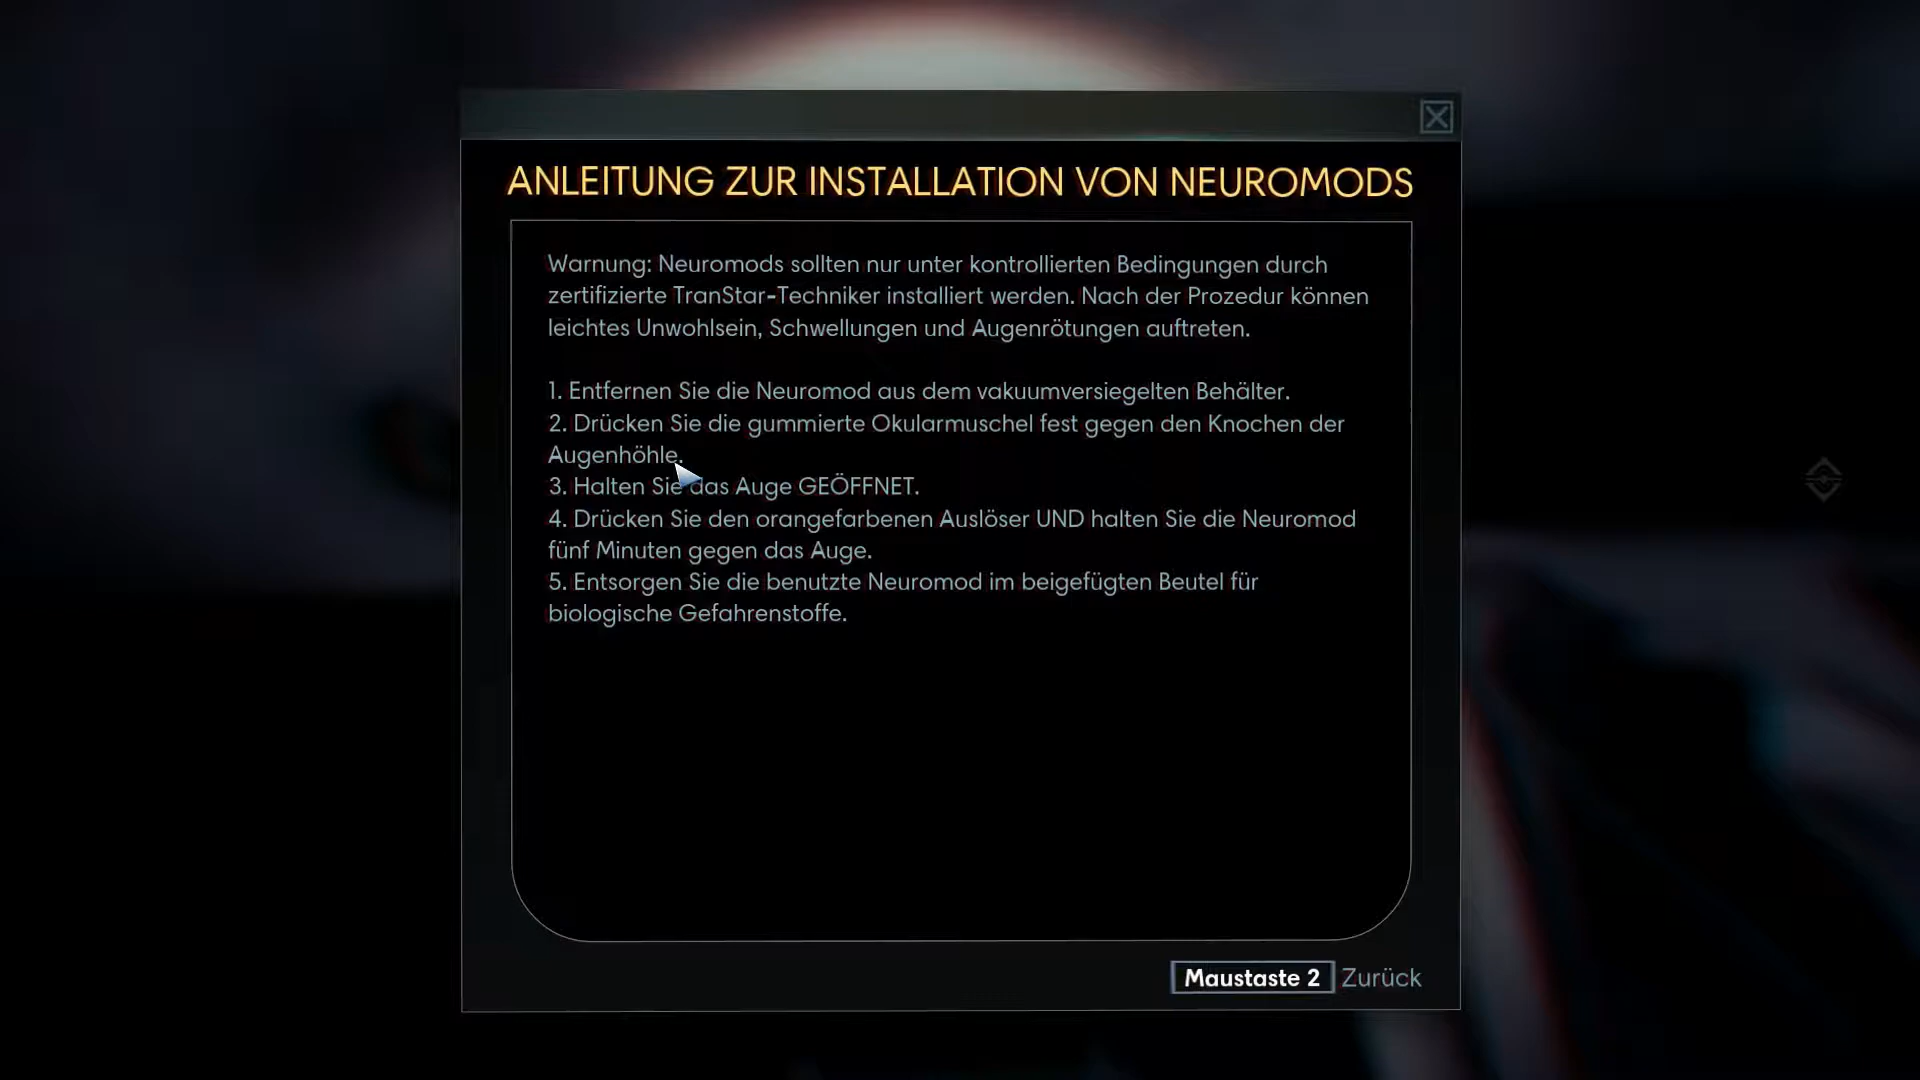 ANLEITUNG ZUR INSTALLATION VON NEUROMODS
Warnung: Neuromods sollten nur unter kontrollierten Bedingungen durch
zertifizierte TranStar-Techniker installiert werden. Nach der Prozedur können
leichtes Unwohlsein, Schwellungen und Augenrötungen auftreten.
1. Entfernen Sie die Neuromod aus dem vakuumversiegelten Behälter.
2. Drücken Sie die gummierte Okularmuschel fest gegen den Knochen der
Augenhöhle.
3. Halten Sie das Auge GEÖFFNET.
4. Drücken Sie den orangefarbenen Auslöser UND halten Sie die Neuromod
fünf Minuten gegen das Auge.
5. Entsorgen Sie die benutzte Neuromod im beigefügten Beutel für
biologische Gefahrenstoffe.
Maustaste 2 Zurück